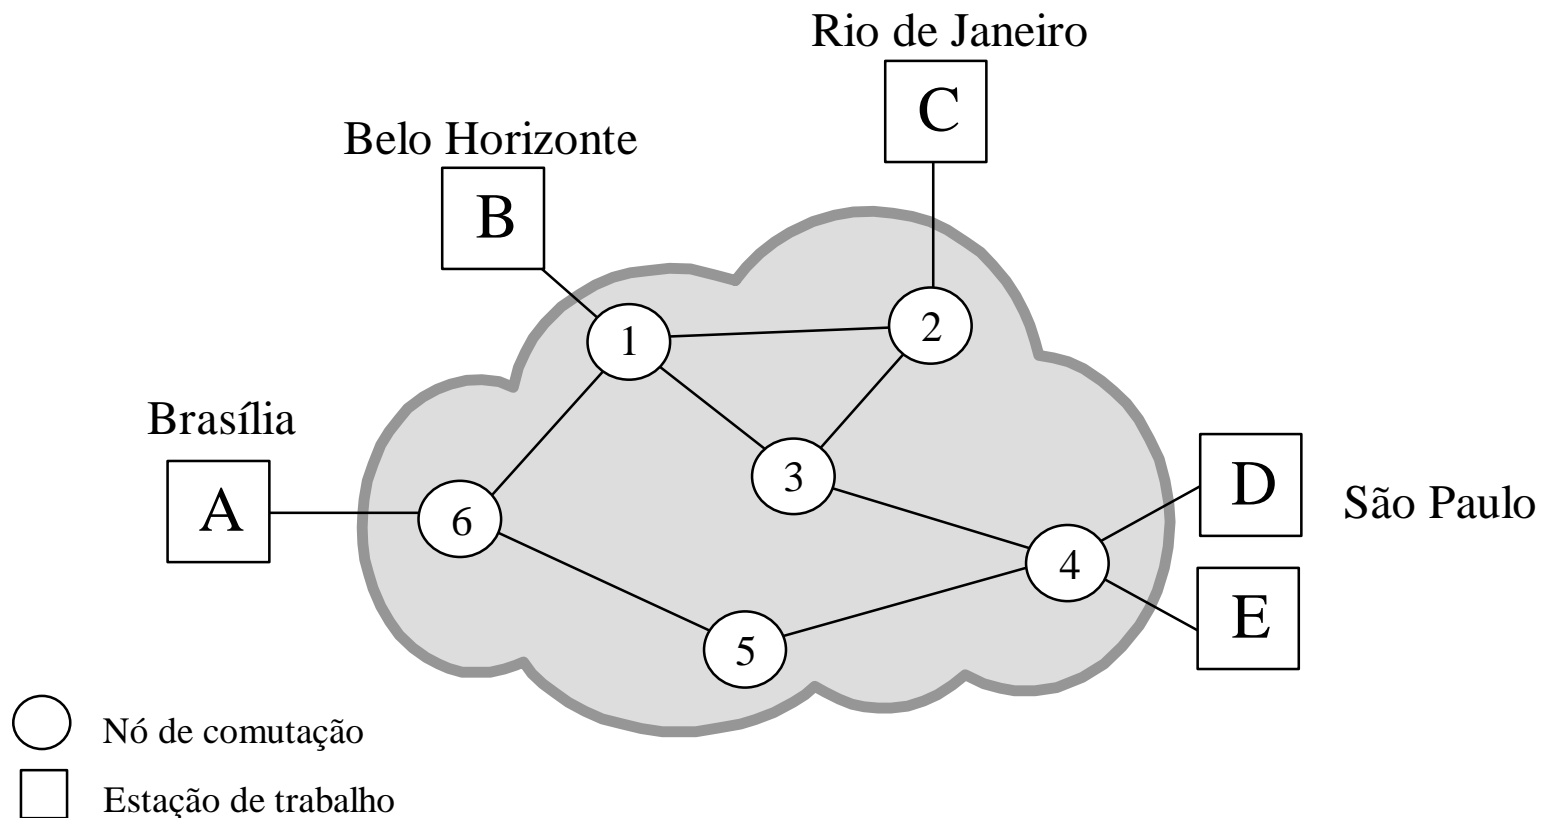 Rio de Janeiro
C
Belo Horizonte
B
1
2
Brasília
A
6
3
D
São Paulo
4
E
5
Nó de comutação
Estação de trabalho